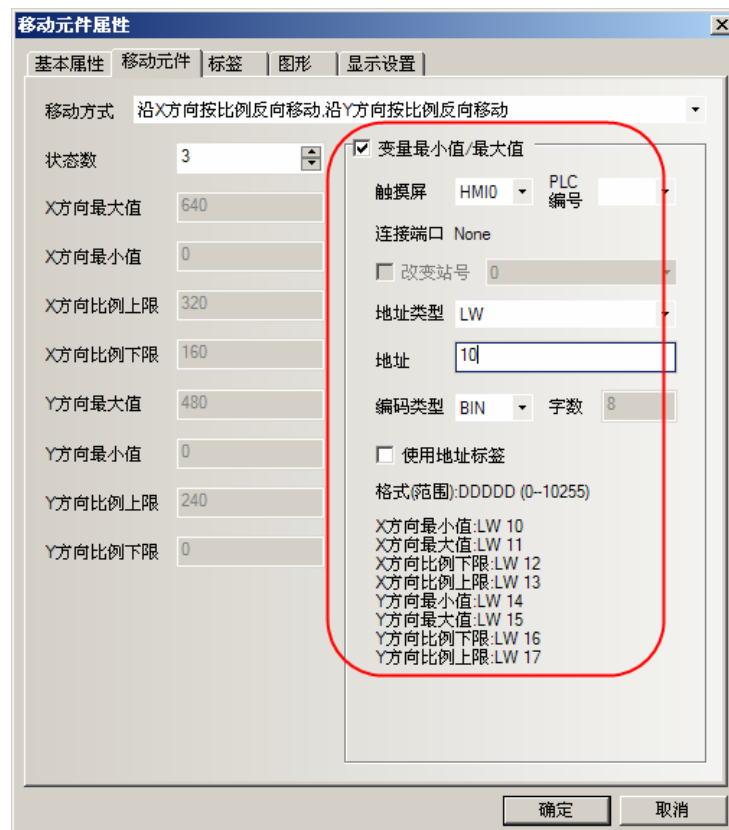 移动元件属性
基本属性 移动元件 标签 图形 显示设置
移动方式 沿X方向按比例反向移动.沿Y方向按比例反向移动
状态数 3
X方向最大值 640
X方向最小值 0
X方向比例上限 320
X方向比例下限 160
Y方向最大值 480
Y方向最小值 0
Y方向比例上限 240
Y方向比例下限 0
变量最小值/最大值
触摸屏 HMI0 PLC编号
连接端口 None
改变站号 0
地址类型 LW
地址 10
编码类型 BIN 字数 8
使用地址标签
格式(范围):DDDDD (0--10255)
X方向最小值:LW 10
X方向最大值:LW 11
X方向比例下限:LW 12
X方向比例上限:LW 13
Y方向最小值:LW 14
Y方向最大值:LW 15
Y方向比例下限:LW 16
Y方向比例上限:LW 17
确定 取消